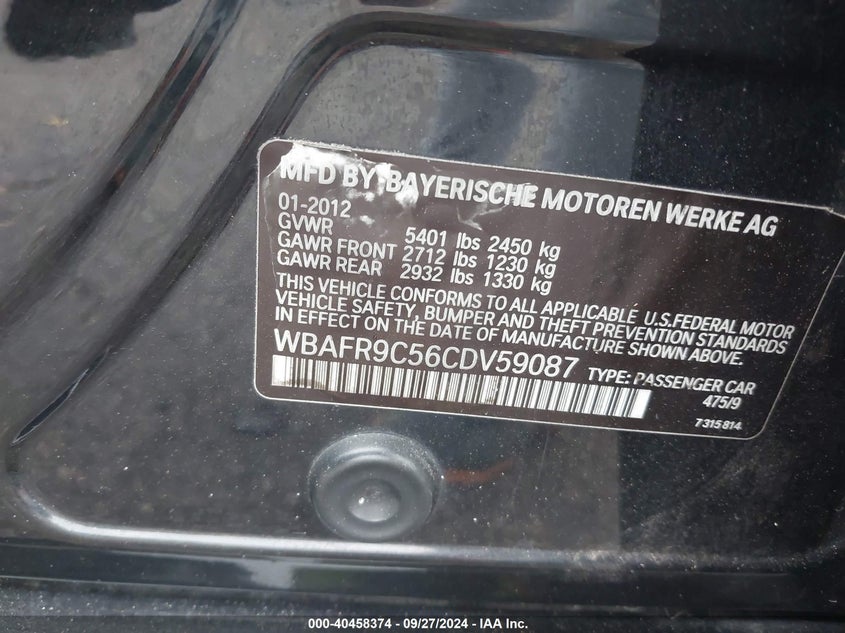 MFD BY: BAYERISCHE MOTOREN WERKE AG
01-2012
GVWR 5401 lbs 2450 kg
GAWR FRONT 2712 lbs 1230 kg
GAWR REAR 2932 lbs 1330 kg
THIS VEHICLE CONFORMS TO ALL APPLICABLE U.S.FEDERAL MOTOR
VEHICLE SAFETY, BUMPER AND THEFT PREVENTION STANDARDS
IN EFFECT ON THE DATE OF MANUFACTURE SHOWN ABOVE.
WBAFR9C56CDV59087 TYPE: PASSENGER CAR
475/9
7 315 814
000-40458374 - 09/27/2024 - IAA Inc.